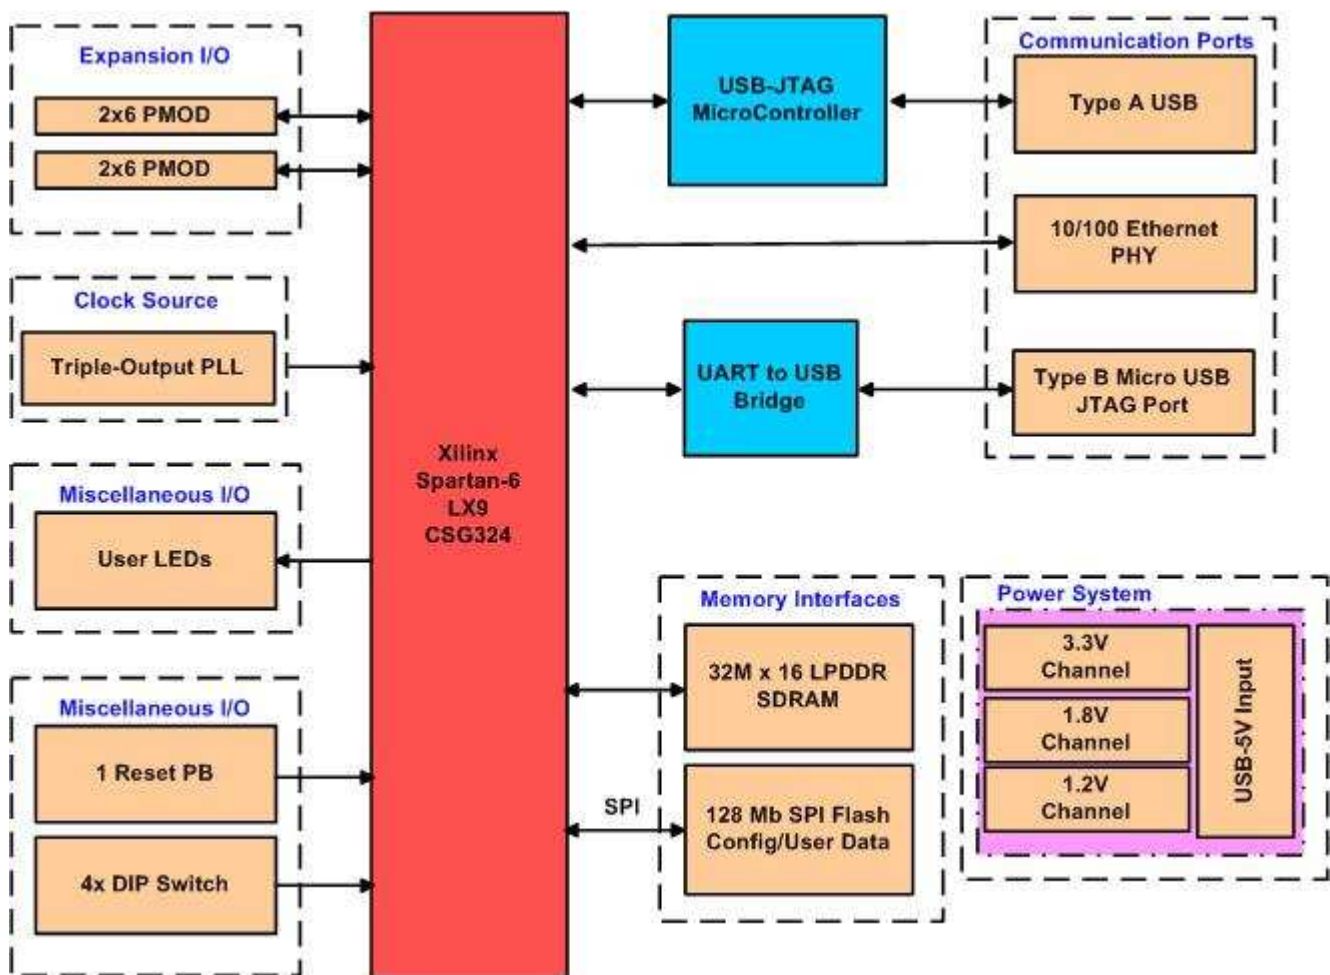 Expansion I/O
2x6 PMOD
2x6 PMOD
Clock Source
Triple-Output PLL
Miscellaneous I/O
User LEDs
Miscellaneous I/O
1 Reset PB
4x DIP Switch
Xilinx
Spartan-6
LX9
CSG324
USB-JTAG
MicroController
UART to USB
Bridge
Communication Ports
Type A USB
10/100 Ethernet
PHY
Type B Micro USB
JTAG Port
Memory Interfaces
32M x 16 LPDDR
SDRAM
SPI
128 Mb SPI Flash
Config/User Data
Power System
3.3V
Channel
1.8V
Channel
1.2V
Channel
USB-5V Input